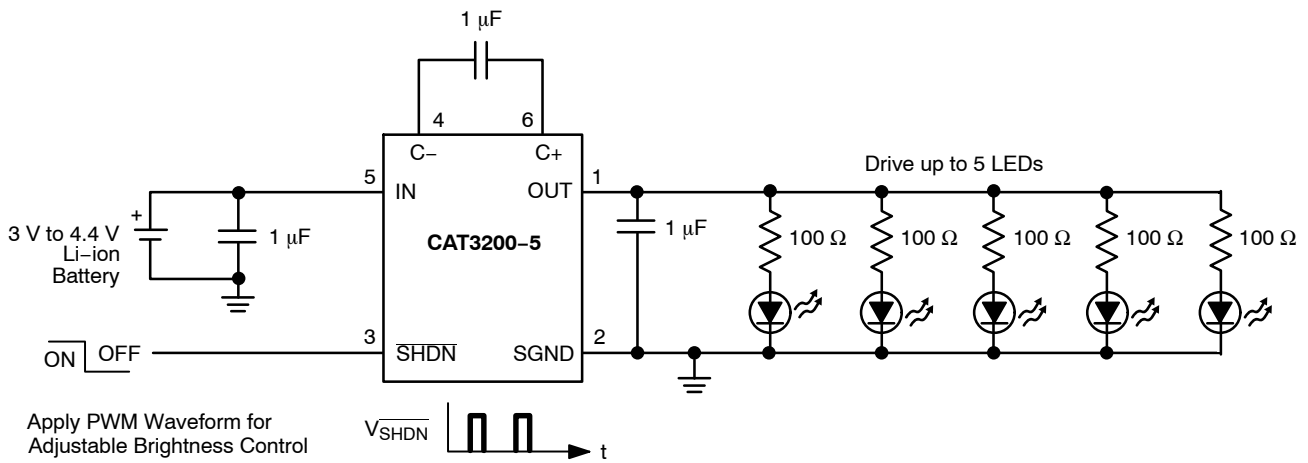 1 μF
4
6
C−
C+
Drive up to 5 LEDs
5
IN
OUT
1
+
3 V to 4.4 V
Li−ion
Battery
1 μF
CAT3200−5
1 μF
100 Ω
100 Ω
100 Ω
100 Ω
100 Ω
ON
OFF
3
SHDN
SGND
2
Apply PWM Waveform for
Adjustable Brightness Control
VSHDN
t